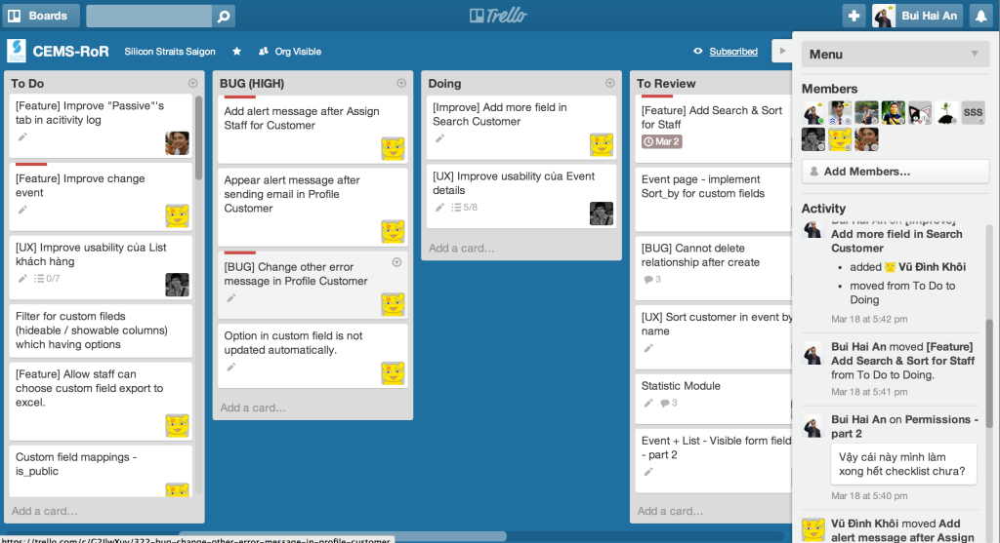 Boards
Trello
Bui Hai An
CEMS-RoR
Silicon Straits Saigon
Org Visible
Subscribed
To Do
[Feature] Improve "Passive"'s
tab in acitivity log
[Feature] Improve change
event
[UX] Improve usability của List
khách hàng
0/7
Filter for custom fileds
(hideable / showable columns)
which having options
[Feature] Allow staff can
choose custom field export to
excel.
Custom field mappings -
is_public
Add a card…
BUG (HIGH)
Add alert message after Assign
Staff for Customer
Appear alert message after
sending email in Profile
Customer
[BUG] Change other error
message in Profile Customer
Option in custom field is not
updated automatically.
Add a card…
Doing
[Improve] Add more field in
Search Customer
[UX] Improve usability của Event
details
5/8
Add a card…
To Review
[Feature] Add Search & Sort
for Staff
Mar 2
Event page - implement
Sort_by for custom fields
[BUG] Cannot delete
relationship after create
3
[UX] Sort customer in event by
name
Statistic Module
3
Event + List - Visible form field
- part 2
Add a card…
Menu
Members
SSS
Add Members…
Activity
Bui Hai An on [Improve]
Add more field in Search
Customer
• added Vũ Đình Khôi
• moved from To Do to
Doing
Mar 18 at 5:42 pm
Bui Hai An moved [Feature]
Add Search & Sort for Staff
from To Do to Doing.
Mar 18 at 5:41 pm
Bui Hai An on Permissions -
part 2
Vậy cái này mình làm
xong hết checklist chưa?
Mar 18 at 5:40 pm
Vũ Đình Khôi moved Add
alert message after Assign
https://trello.com/c/G2JlwXuv/322-bug-change-other-error-message-in-profile-customer